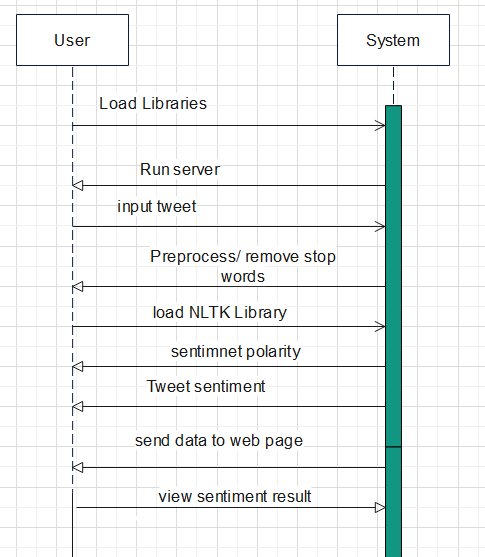 User
System
Load Libraries
Run server
input tweet
Preprocess/ remove stop
words
load NLTK Library
sentimnet polarity
Tweet sentiment
send data to web page
view sentiment result